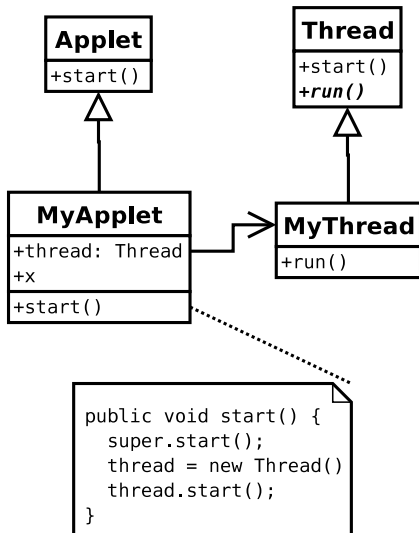 Applet
+start()
Thread
+start()
+run()
MyApplet
+thread: Thread
+x
+start()
MyThread
+run()
public void start() {
super.start();
thread = new Thread()
thread.start();
}